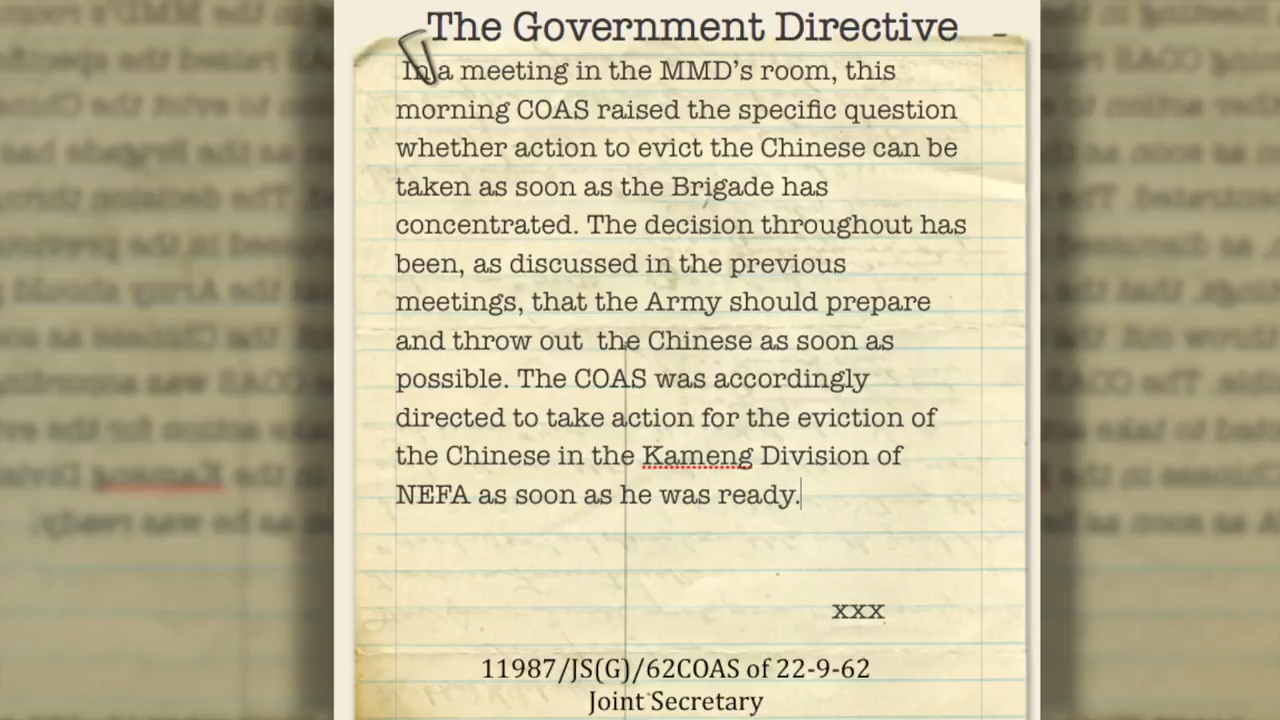 The Government Directive -
In a meeting in the MMD's room, this
morning COAS raised the specific question
whether action to evict the Chinese can be
taken as soon as the Brigade has
concentrated. The decision throughout has
been, as discussed in the previous
meetings, that the Army should prepare
and throw out  the Chinese as soon as
possible. The COAS was accordingly
directed to take action for the eviction of
the Chinese in the Kameng Division of
NEFA as soon as he was ready.
xxx
11987/JS(G)/62COAS of 22-9-62
Joint Secretary